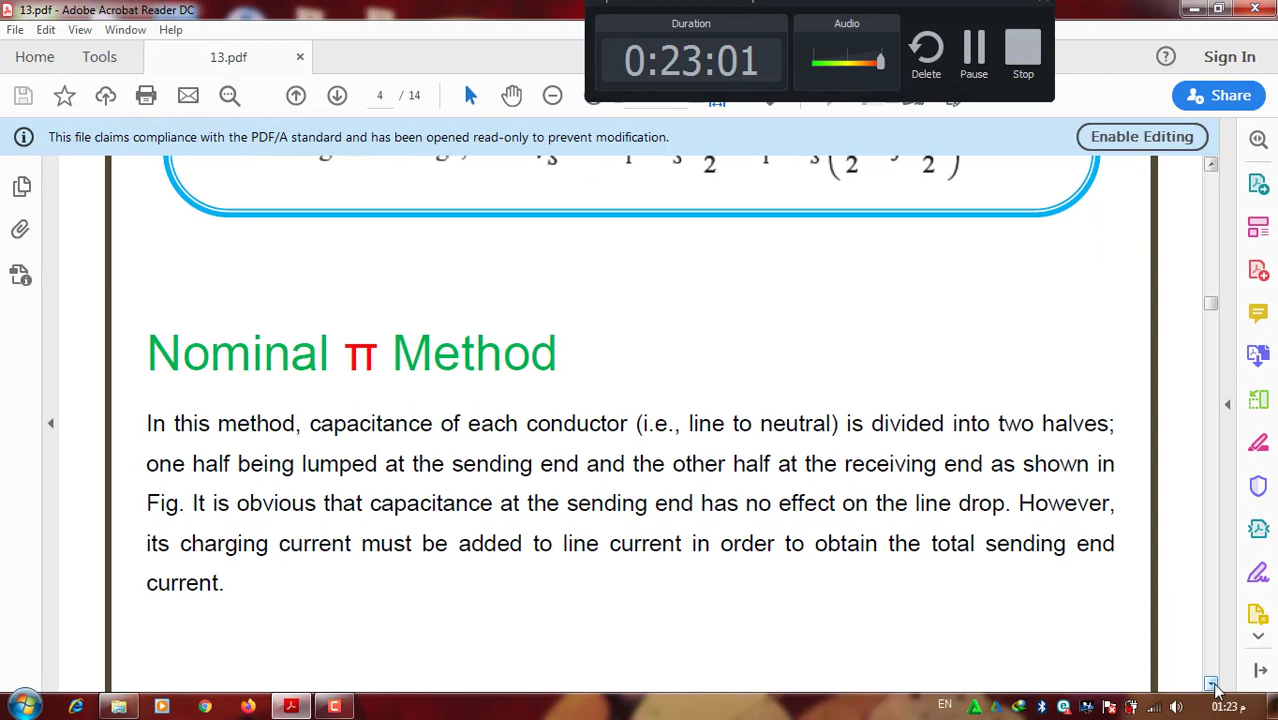 13.pdf - Adobe Acrobat Reader DC
File Edit View Window Help
Duration
0:23:01
Audio
Delete Pause Stop
Home Tools 13.pdf × Sign In
4 / 14
Share
This file claims compliance with the PDF/A standard and has been opened read-only to prevent modification.
Enable Editing
2 2 2
Nominal π Method
In this method, capacitance of each conductor (i.e., line to neutral) is divided into two halves;
one half being lumped at the sending end and the other half at the receiving end as shown in
Fig. It is obvious that capacitance at the sending end has no effect on the line drop. However,
its charging current must be added to line current in order to obtain the total sending end
current.
EN
01:23 م